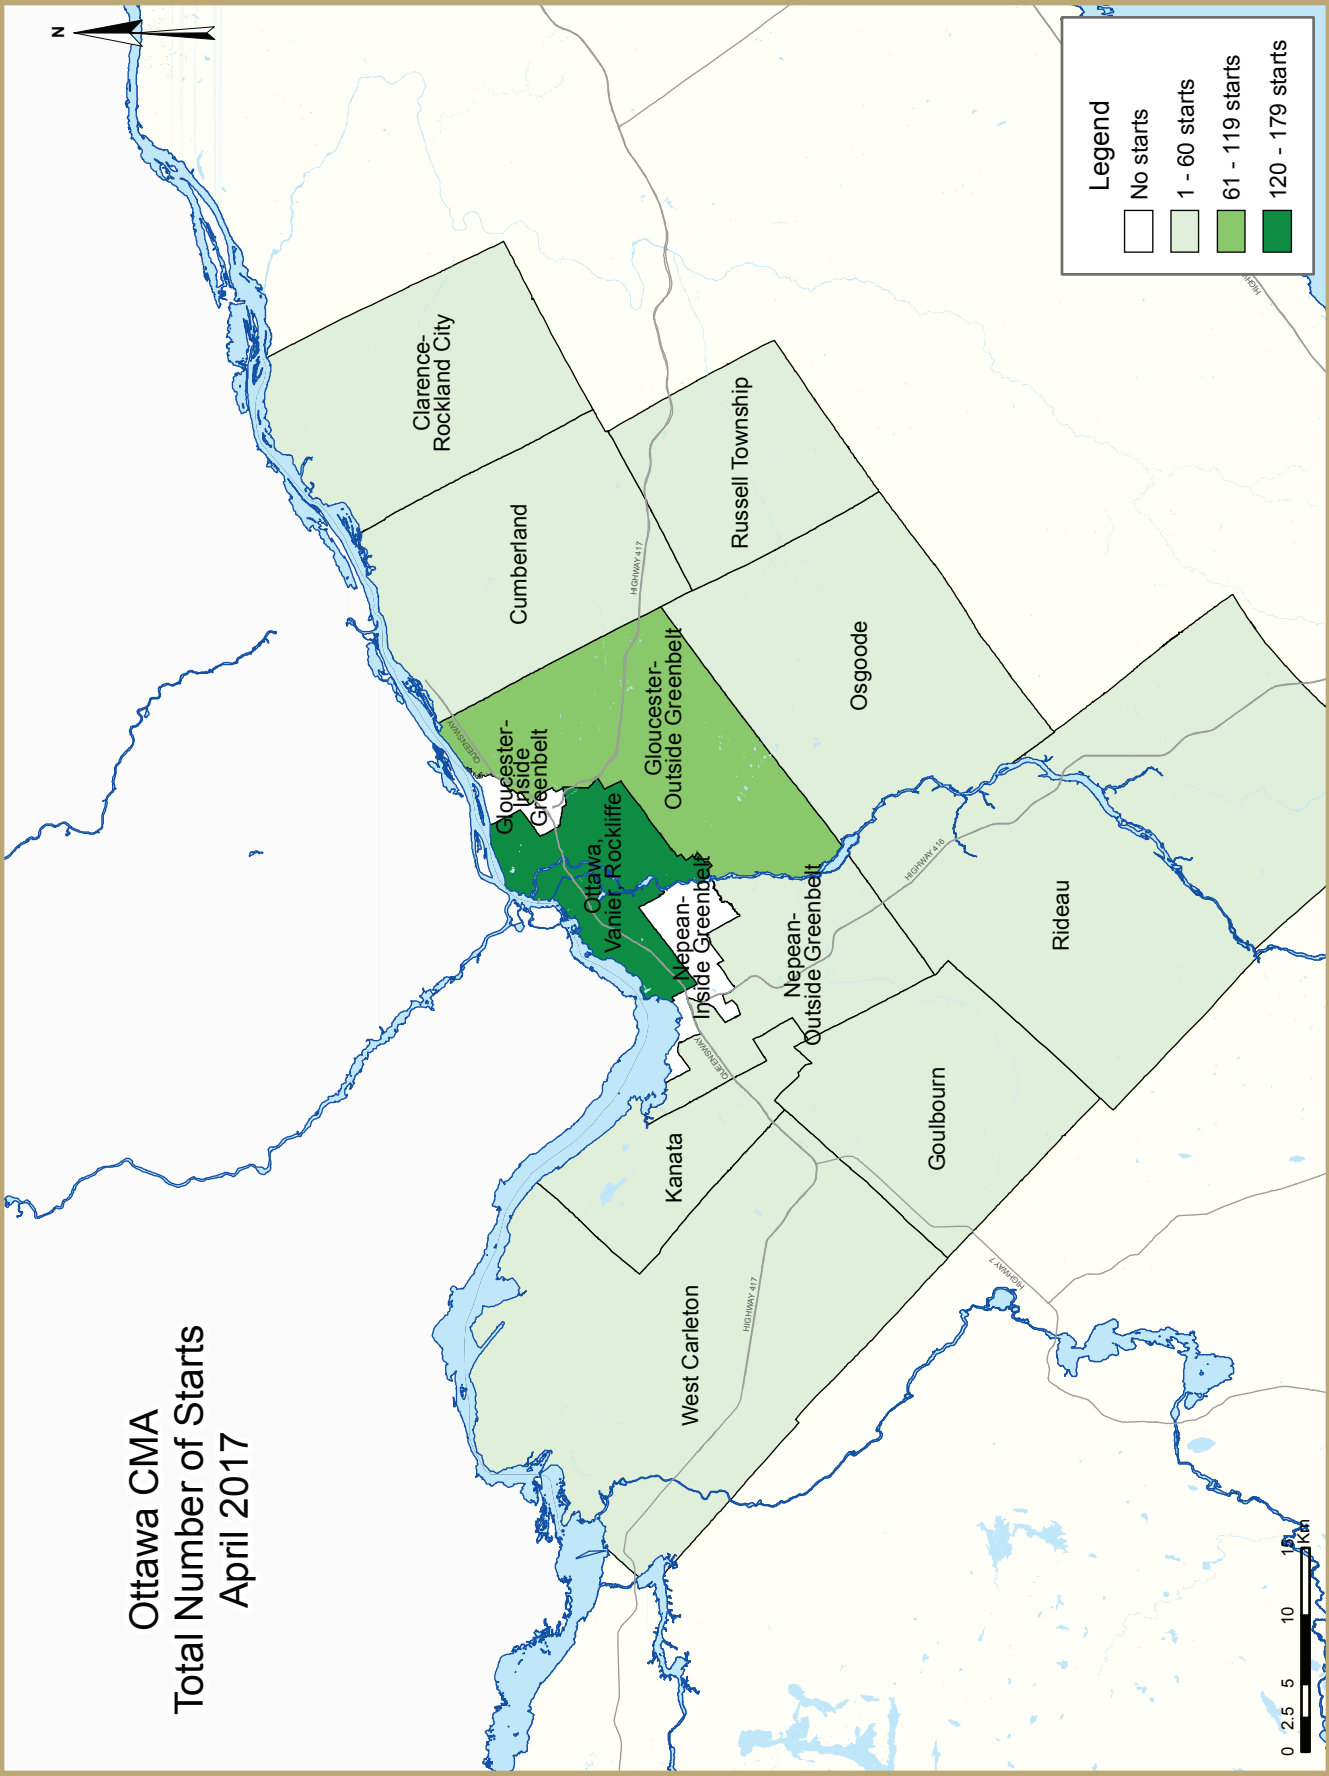 Ottawa CMA
Total Number of Starts
April 2017
N
Legend
No starts
1 - 60 starts
61 - 119 starts
120 - 179 starts
Clarence-
Rockland City
Cumberland
Russell Township
HIGHWAY 417
Gloucester-
Inside
Greenbelt
QUEENSWAY
Gloucester-
Outside Greenbelt
Osgoode
Ottawa,
Vanier, Rockliffe
Nepean-
Inside Greenbelt
Nepean-
Outside Greenbelt
HIGHWAY 416
Rideau
QUEENSWAY
Kanata
Goulbourn
West Carleton
HIGHWAY 417
HIGHWAY 7
0 2.5 5 10 15
Km